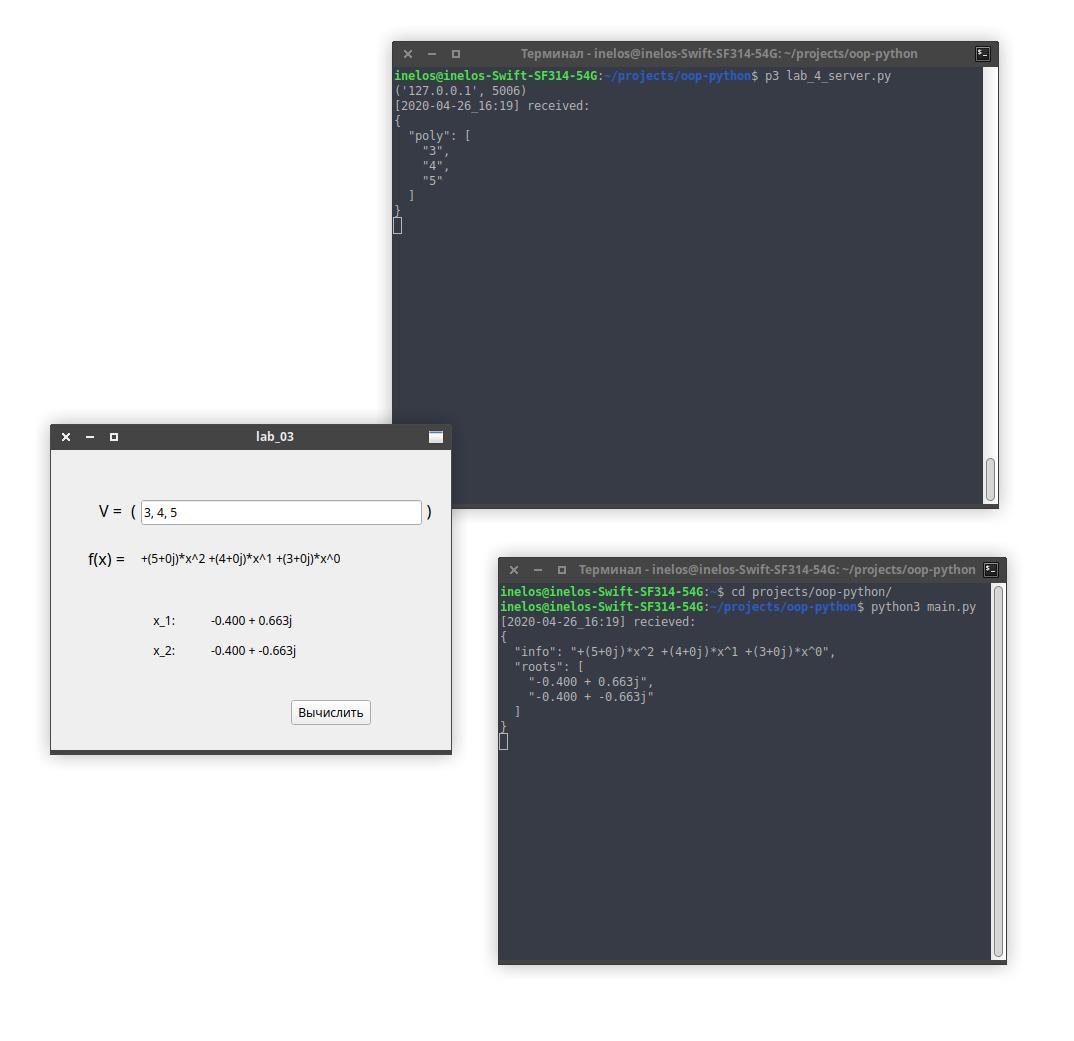 Терминал - inelos@inelos-Swift-SF314-54G: ~/projects/oop-python
inelos@inelos-Swift-SF314-54G:~/projects/oop-python$ p3 lab_4_server.py
('127.0.0.1', 5006)
[2020-04-26_16:19] received:
{
  "poly": [
    "3",
    "4",
    "5"
  ]
}
lab_03
V = ( 3, 4, 5 )
f(x) = +(5+0j)*x^2 +(4+0j)*x^1 +(3+0j)*x^0
x_1: -0.400 + 0.663j
x_2: -0.400 + -0.663j
Вычислить
Терминал - inelos@inelos-Swift-SF314-54G: ~/projects/oop-python
inelos@inelos-Swift-SF314-54G:~$ cd projects/oop-python/
inelos@inelos-Swift-SF314-54G:~/projects/oop-python$ python3 main.py
[2020-04-26_16:19] recieved:
{
  "info": "+(5+0j)*x^2 +(4+0j)*x^1 +(3+0j)*x^0",
  "roots": [
    "-0.400 + 0.663j",
    "-0.400 + -0.663j"
  ]
}